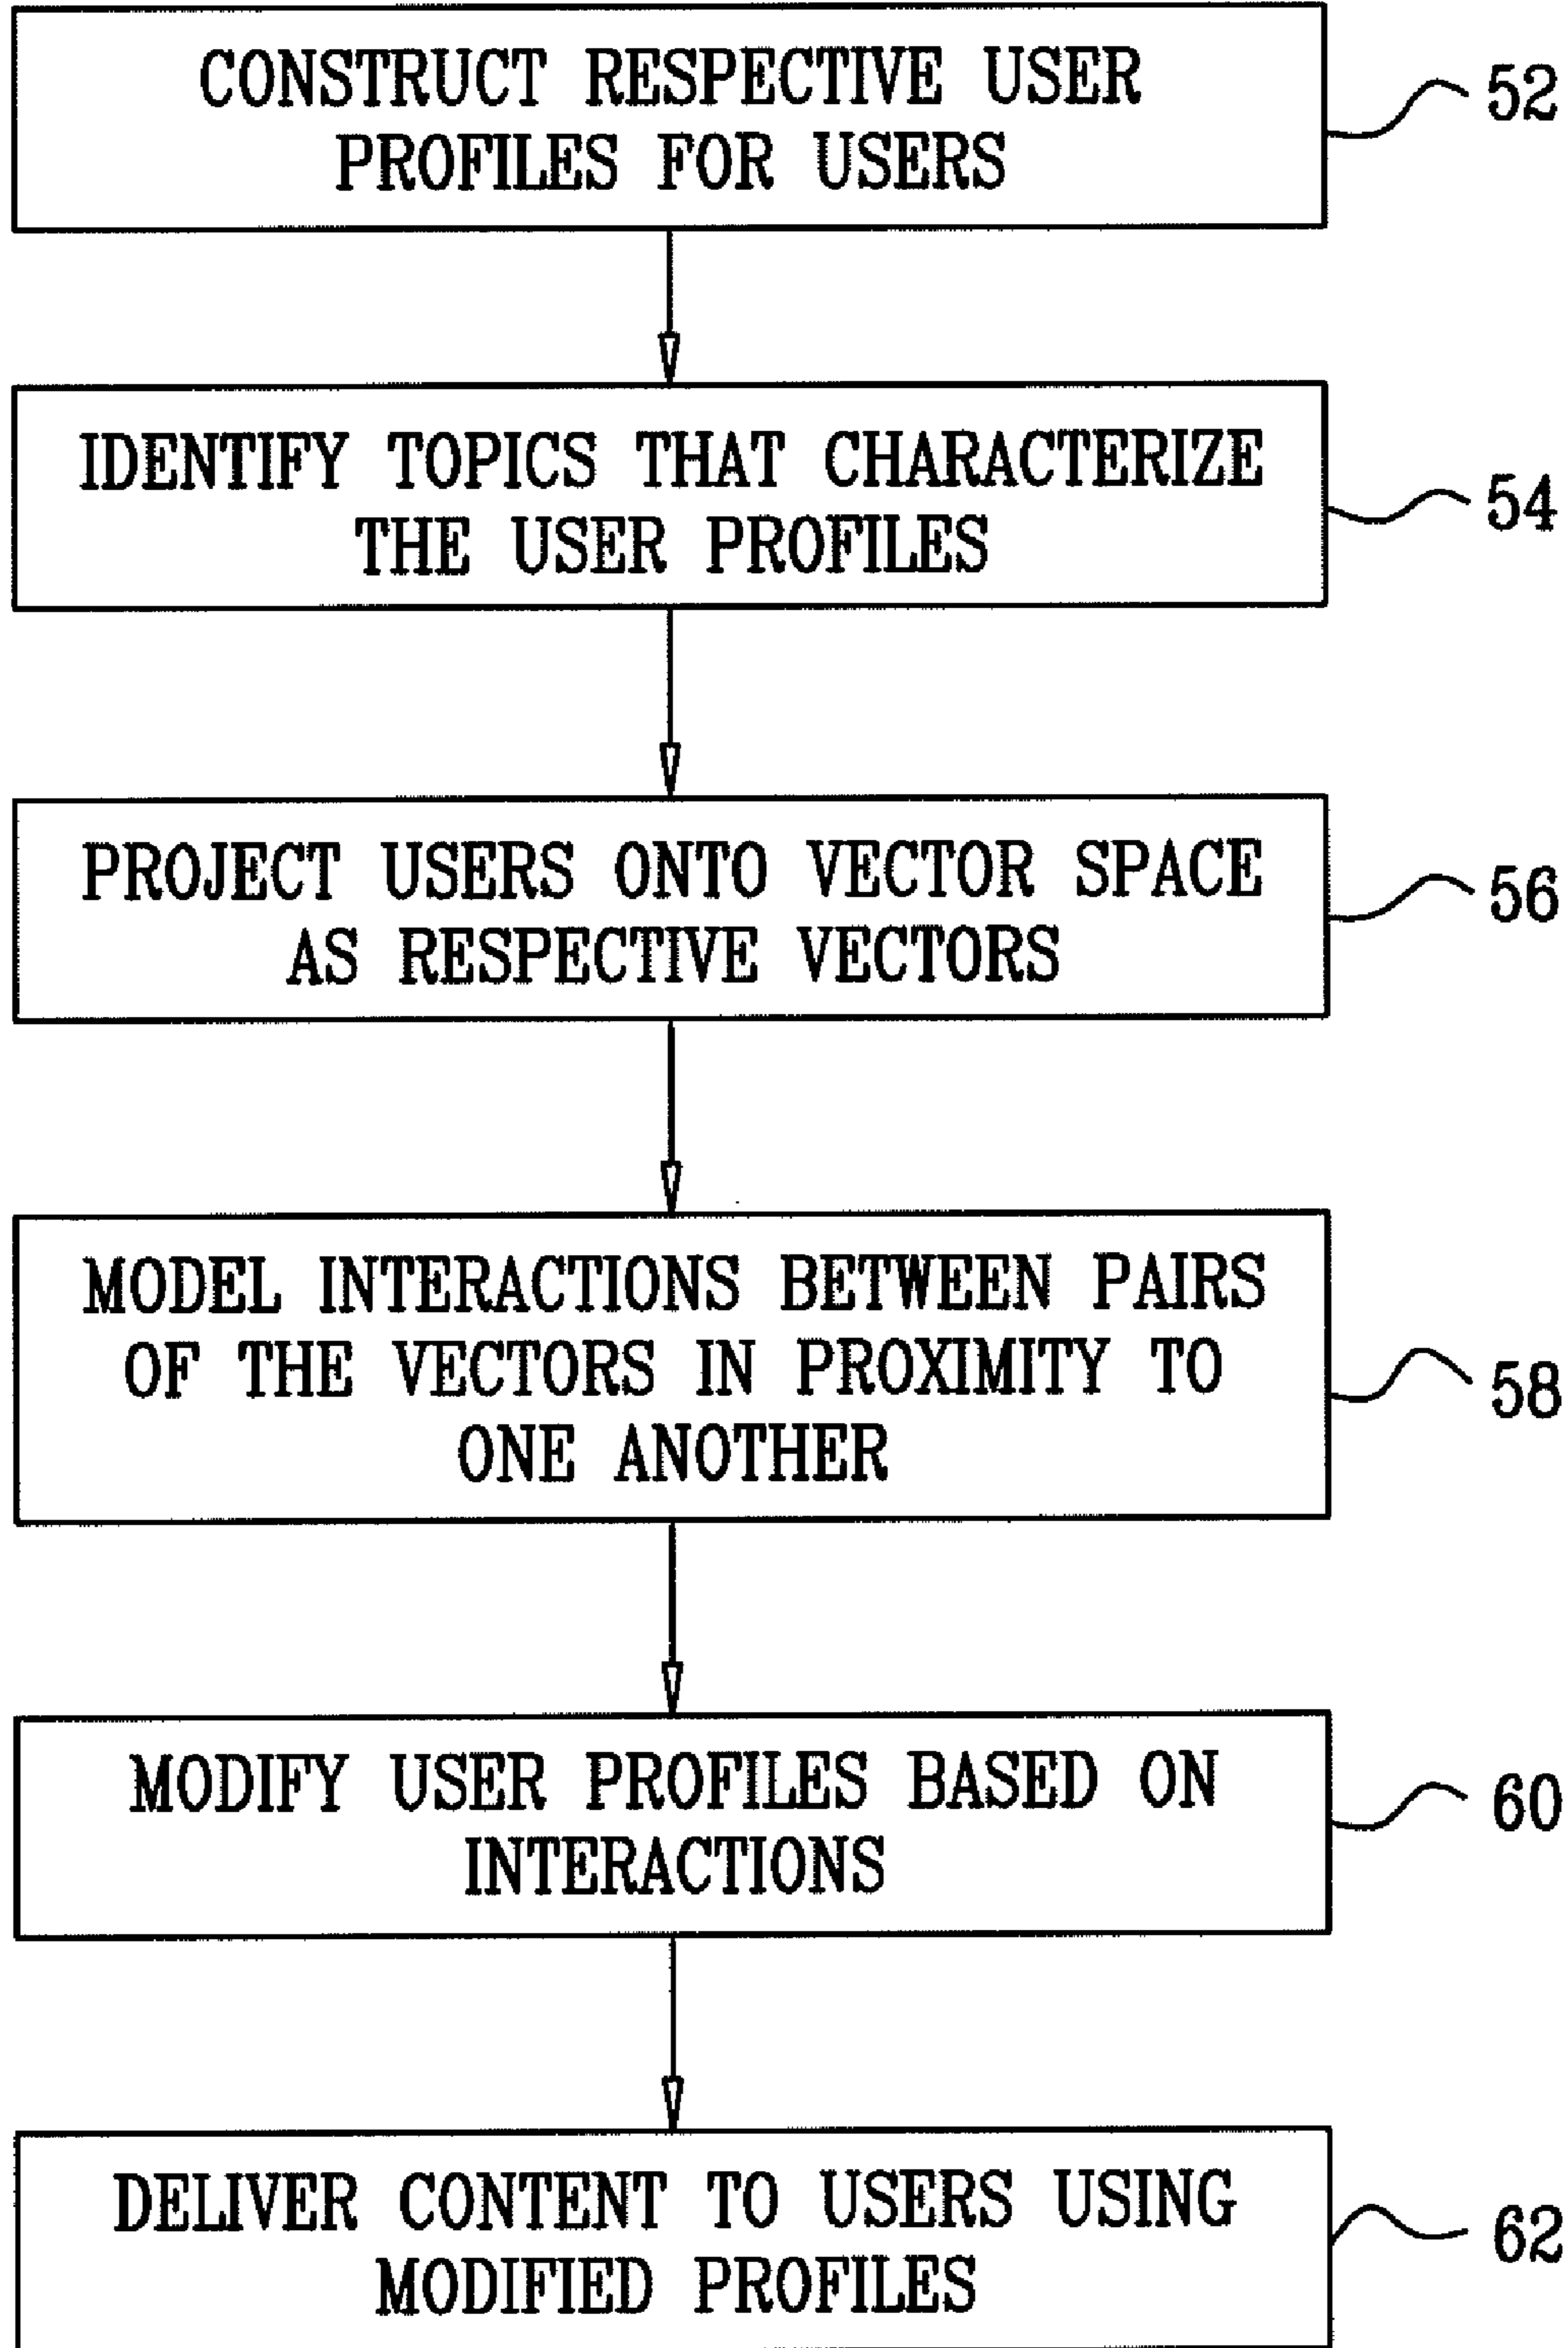 CONSTRUCT RESPECTIVE USER
PROFILES FOR USERS
52
IDENTIFY TOPICS THAT CHARACTERIZE
THE USER PROFILES
54
PROJECT USERS ONTO VECTOR SPACE
AS RESPECTIVE VECTORS
56
MODEL INTERACTIONS BETWEEN PAIRS
OF THE VECTORS IN PROXIMITY TO
ONE ANOTHER
58
MODIFY USER PROFILES BASED ON
INTERACTIONS
60
DELIVER CONTENT TO USERS USING
MODIFIED PROFILES
62